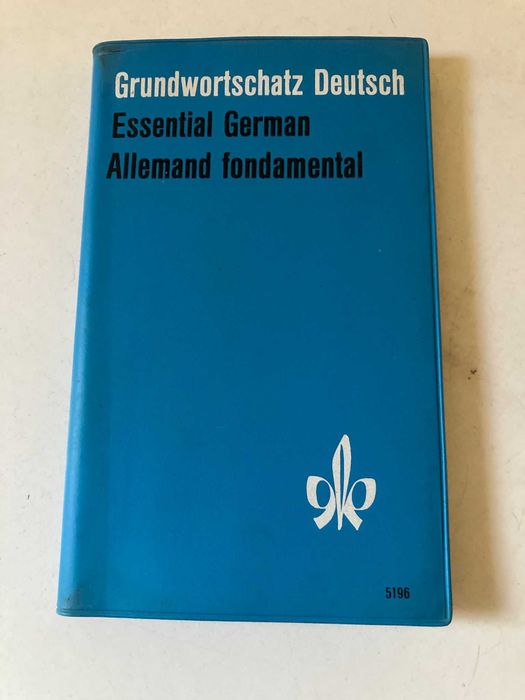 Grundwortschatz Deutsch
Essential German
Allemand fondamental
5196